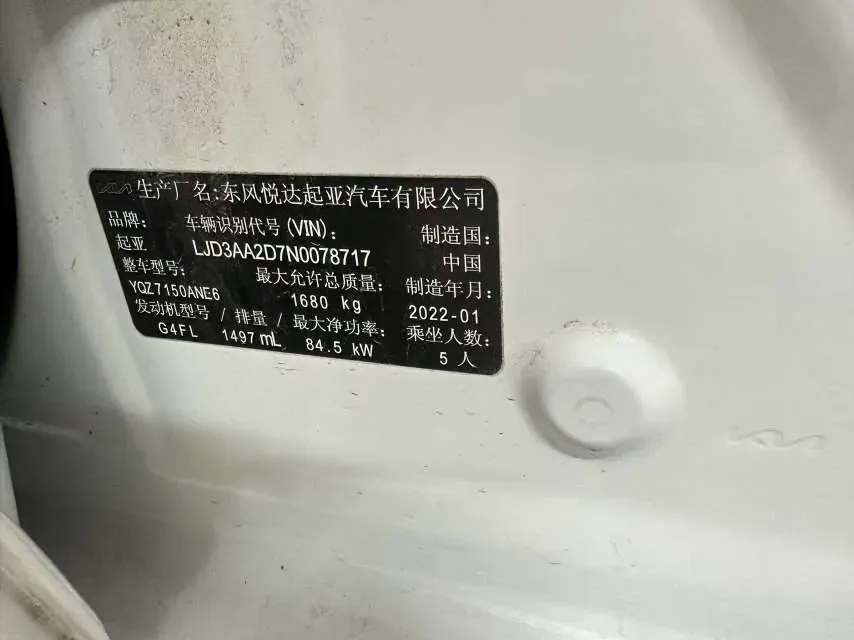 KIA 生产厂名:东风悦达起亚汽车有限公司
品牌: 车辆识别代号(VIN): 制造国:
起亚 LJD3AA2D7N0078717 中国
整车型号: 最大允许总质量: 制造年月:
YQZ7150ANE6 1680 kg 2022-01
发动机型号 / 排量 / 最大净功率: 乘坐人数:
G4FL 1497 mL 84.5 kW 5 人
KIA